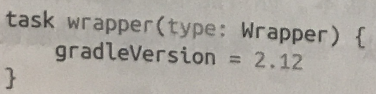 task wrapper(type: Wrapper) {
    gradleVersion = 2.12
}